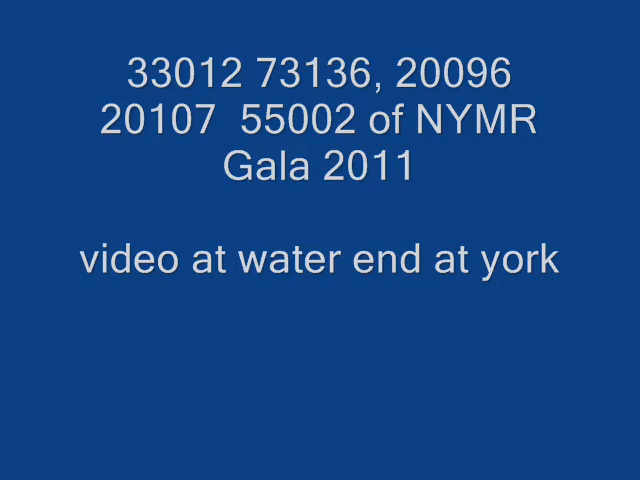 33012 73136, 20096
20107  55002 of NYMR
Gala 2011
video at water end at york